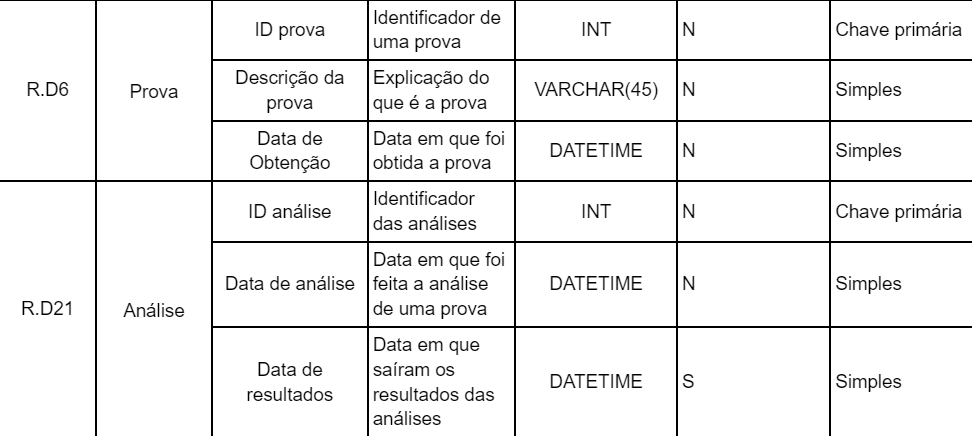 R.D6
Prova
ID prova
Identificador de
uma prova
INT
N
Chave primária
Descrição da
prova
Explicação do
que é a prova
VARCHAR(45)
N
Simples
Data de
Obtenção
Data em que foi
obtida a prova
DATETIME
N
Simples
R.D21
Análise
ID análise
Identificador
das análises
INT
N
Chave primária
Data de análise
Data em que foi
feita a análise
de uma prova
DATETIME
N
Simples
Data de
resultados
Data em que
saíram os
resultados das
análises
DATETIME
S
Simples